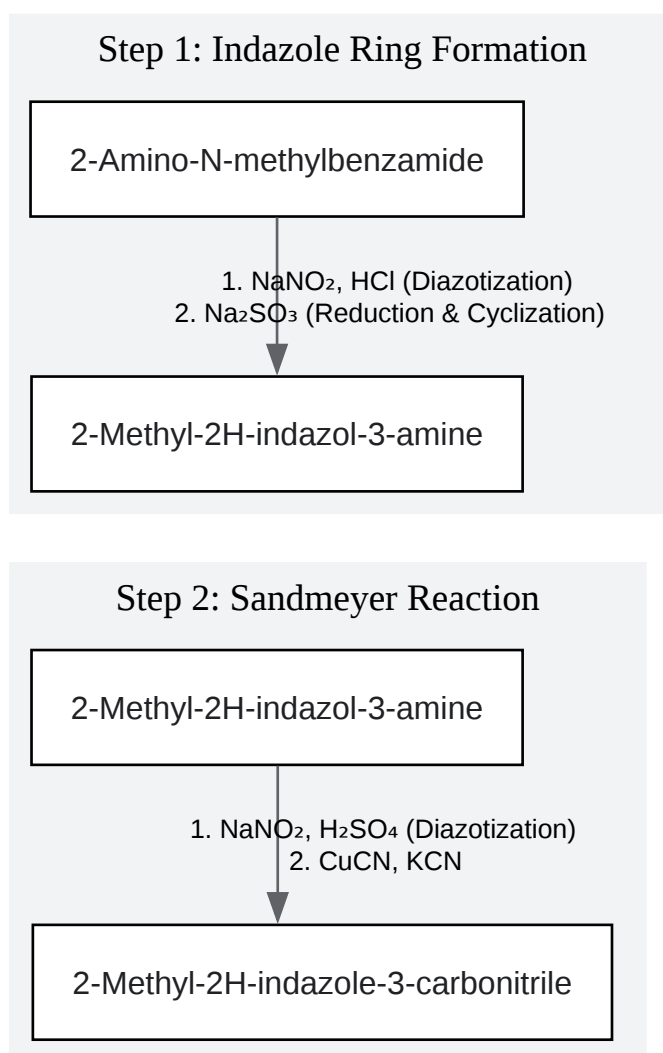 Step 1: Indazole Ring Formation
2-Amino-N-methylbenzamide
1. NaNO₂, HCl (Diazotization)
2. Na₂SO₃ (Reduction & Cyclization)
2-Methyl-2H-indazol-3-amine
Step 2: Sandmeyer Reaction
2-Methyl-2H-indazol-3-amine
1. NaNO₂, H₂SO₄ (Diazotization)
2. CuCN, KCN
2-Methyl-2H-indazole-3-carbonitrile